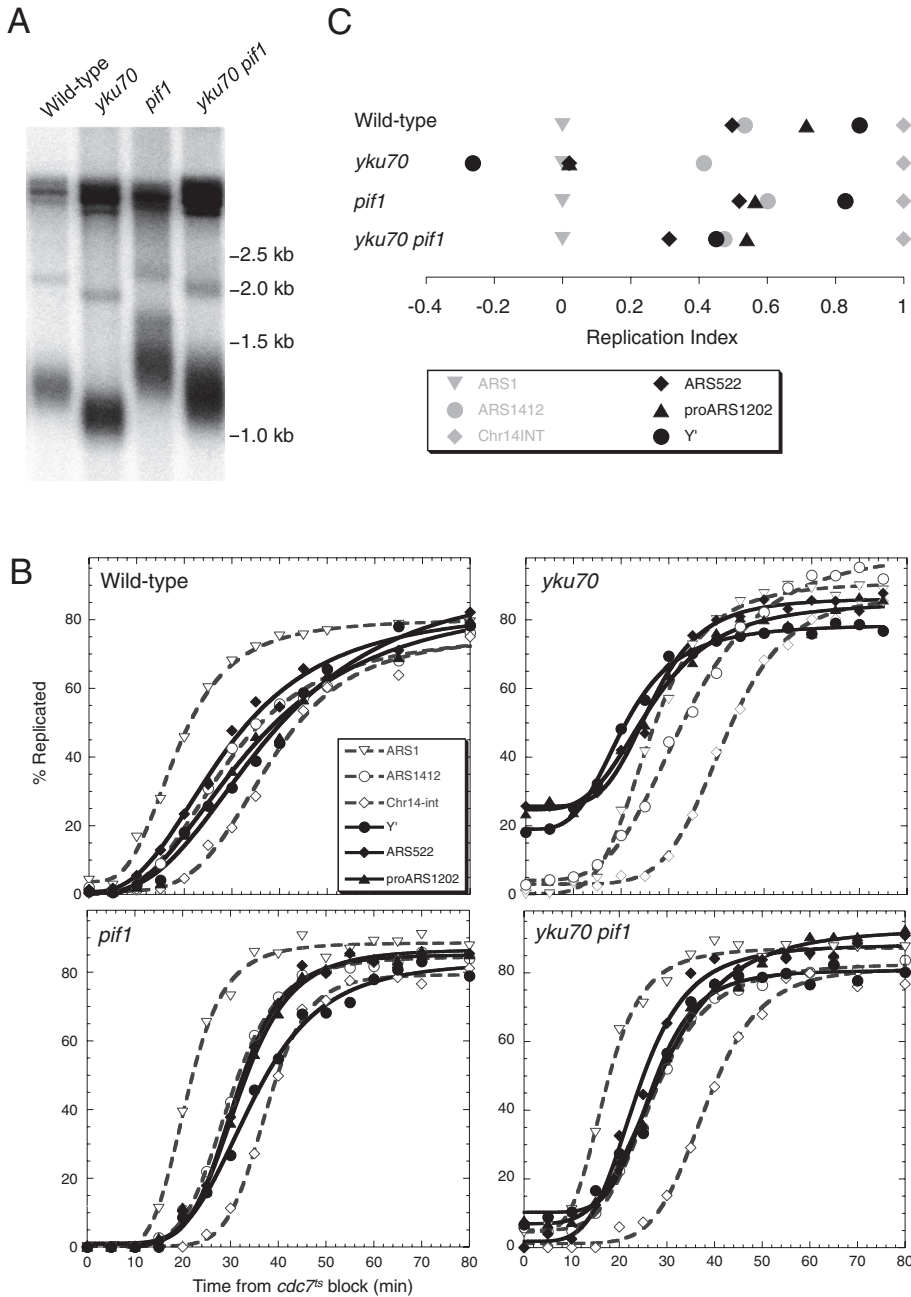 A
Wild-type
yku70
pif1
yku70 pif1
–2.5 kb
–2.0 kb
–1.5 kb
–1.0 kb
C
Wild-type
yku70
pif1
yku70 pif1
-0.4 -0.2 0 0.2 0.4 0.6 0.8 1
Replication Index
ARS1
ARS1412
Chr14INT
ARS522
proARS1202
Y'
B
Wild-type
80
60
40
20
0
% Replicated
ARS1
ARS1412
Chr14-int
Y'
ARS522
proARS1202
yku70
80
60
40
20
0
pif1
80
60
40
20
0
0 10 20 30 40 50 60 70 80
Time from cdc7ts block (min)
yku70 pif1
80
60
40
20
0
0 10 20 30 40 50 60 70 80